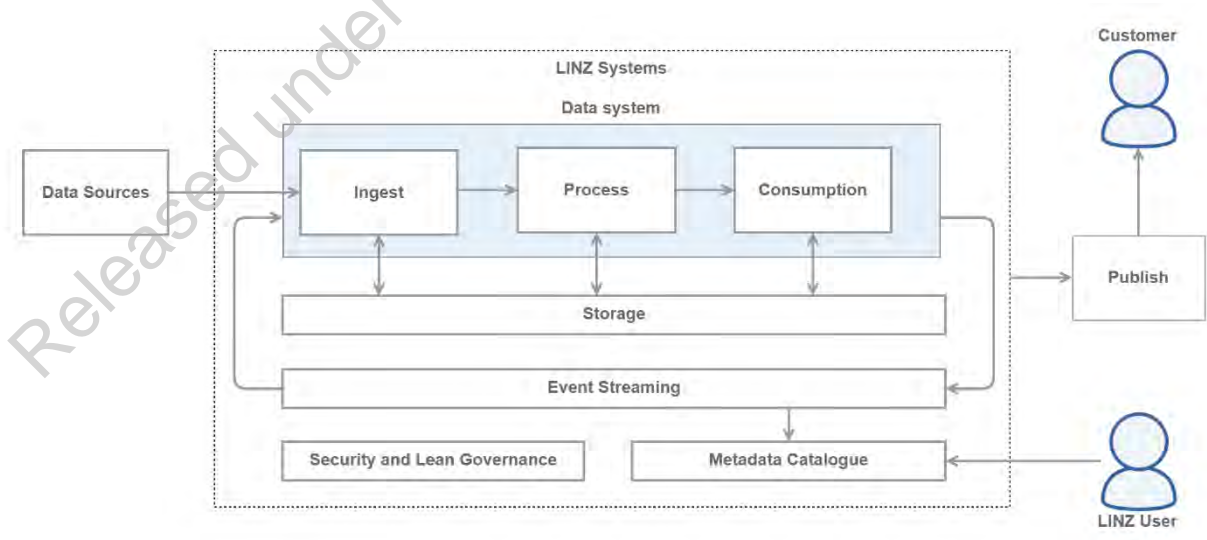 Customer
LINZ Systems
Data system
Data Sources
Ingest
Process
Consumption
Publish
Storage
Event Streaming
Security and Lean Governance
Metadata Catalogue
LINZ User
Released under